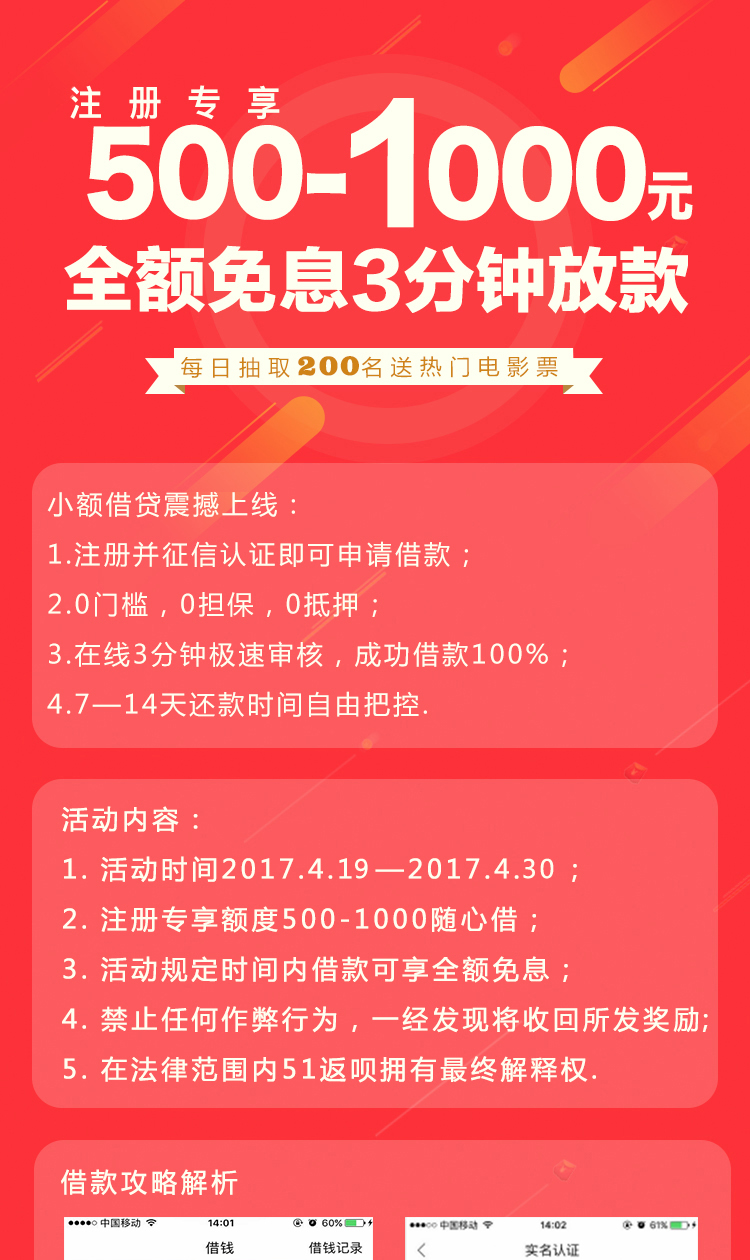 注册专享
500-1000元
全额免息3分钟放款
每日抽取200名送热门电影票
小额借贷震撼上线：
1.注册并征信认证即可申请借款；
2.0门槛，0担保，0抵押；
3.在线3分钟极速审核，成功借款100%；
4.7—14天还款时间自由把控.
活动内容：
1. 活动时间2017.4.19—2017.4.30；
2. 注册专享额度500-1000随心借；
3. 活动规定时间内借款可享全额免息；
4. 禁止任何作弊行为，一经发现将收回所发奖励;
5. 在法律范围内51返呗拥有最终解释权.
借款攻略解析
中国移动 14:01 60%
借钱 借钱记录
中国移动 14:02 61%
实名认证